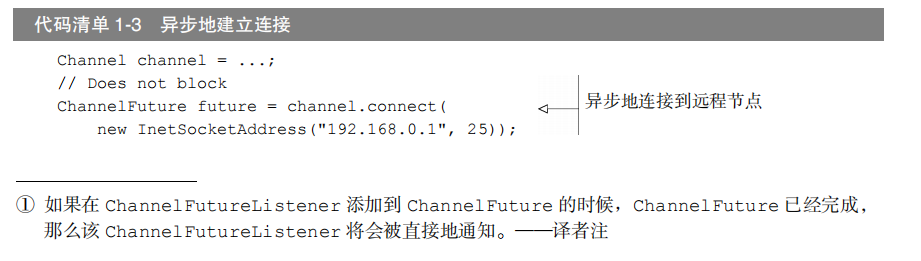 代码清单 1-3 异步地建立连接
Channel channel = ...;
// Does not block
ChannelFuture future = channel.connect(
    new InetSocketAddress("192.168.0.1", 25));
异步地连接到远程节点
① 如果在 ChannelFutureListener 添加到 ChannelFuture 的时候，ChannelFuture 已经完成，
那么该 ChannelFutureListener 将会被直接地通知。——译者注